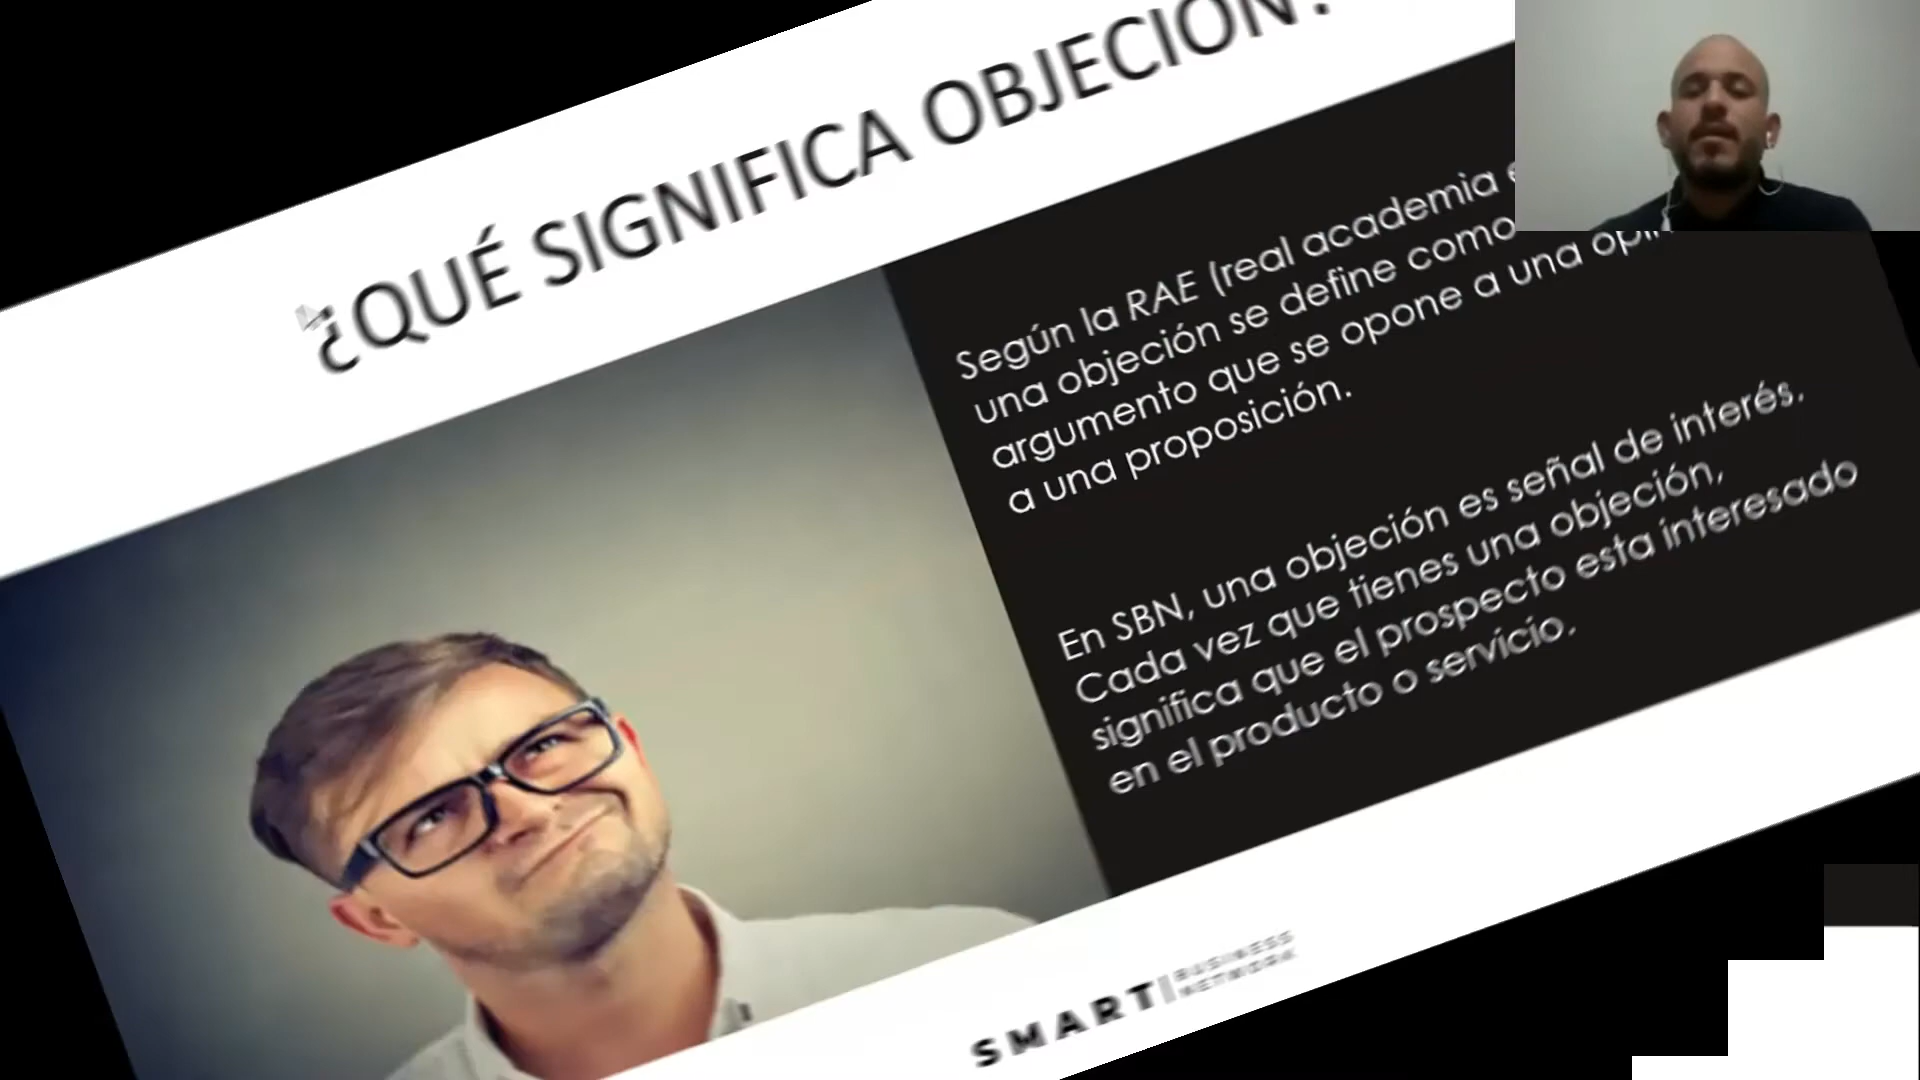 ¿QUÉ SIGNIFICA OBJECIÓN?
Según la RAE (real academia
una objeción se define como
argumento que se opone a una
a una proposición.
En SBN, una objeción es señal de interés.
Cada vez que tienes una objeción,
significa que el prospecto esta interesado
en el producto o servicio.
SMART
BUSINESS
NETWORK